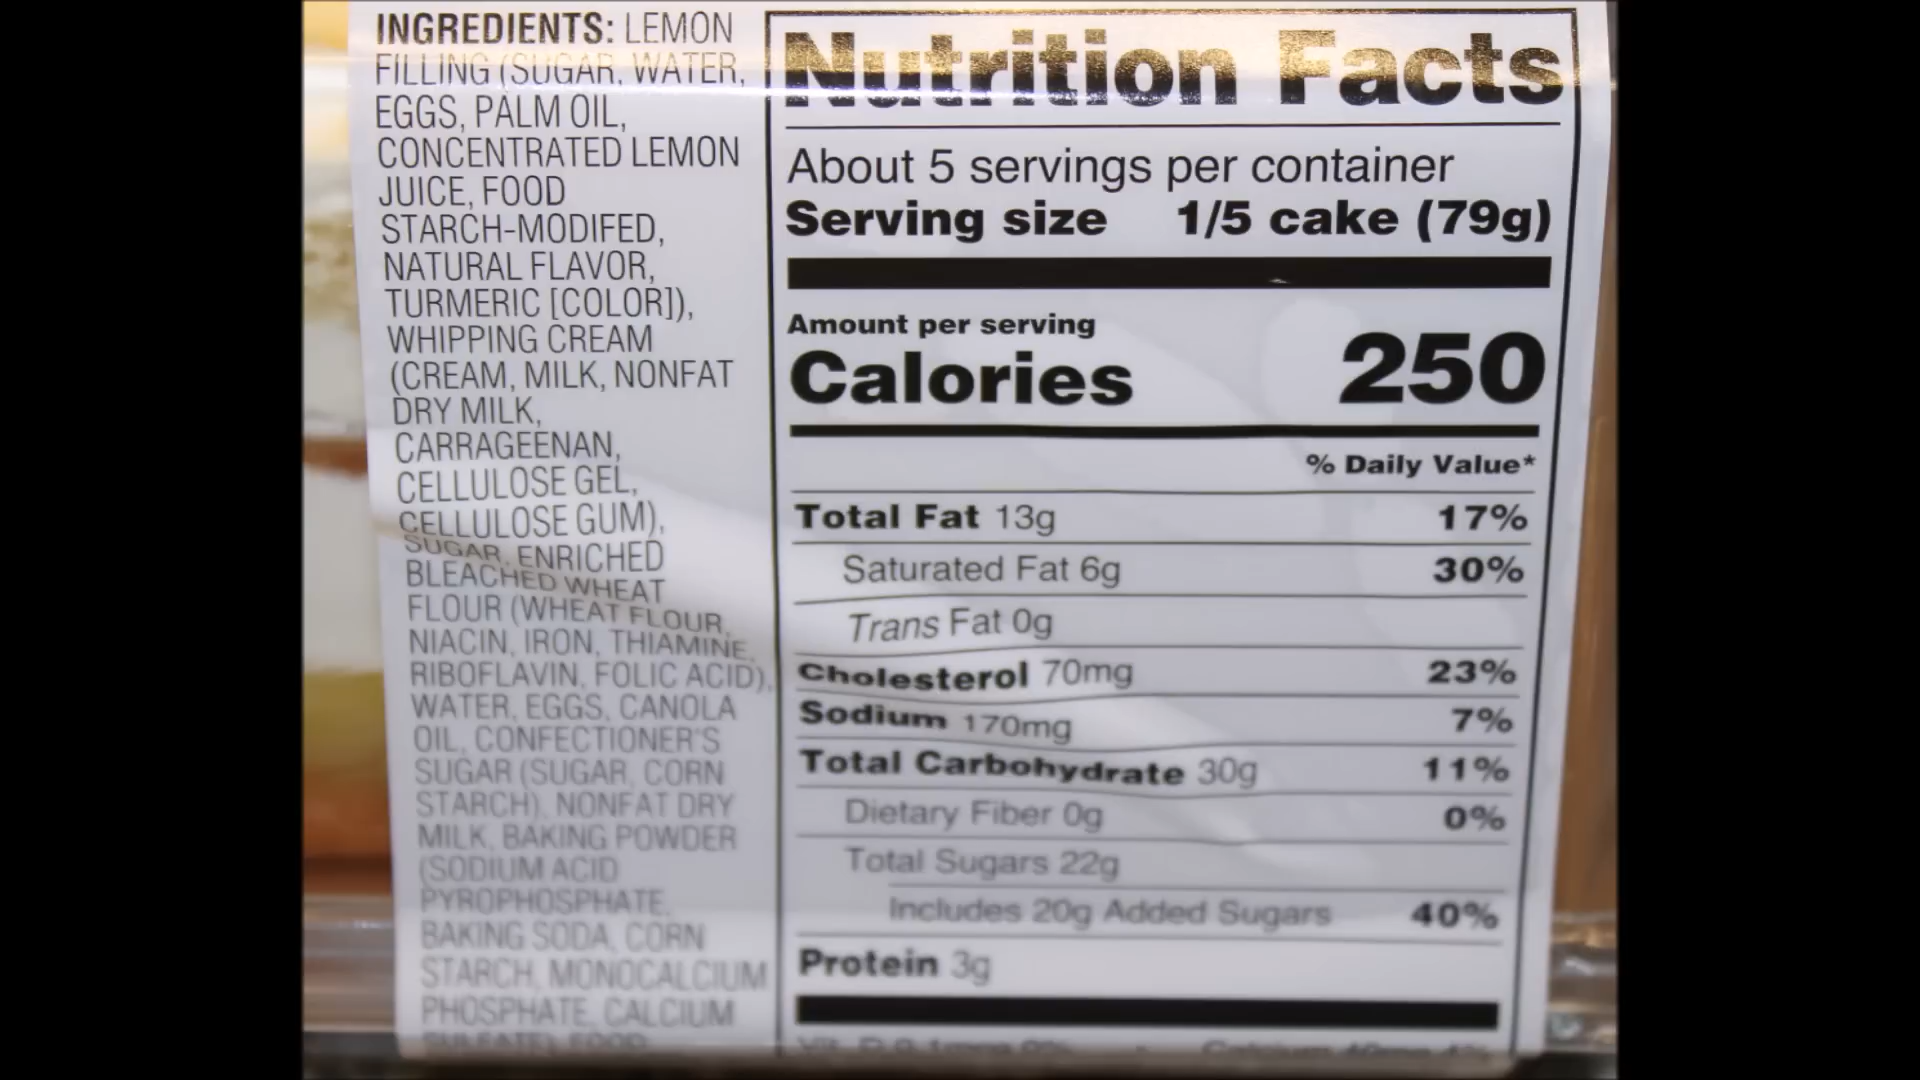 INGREDIENTS: LEMON
FILLING (SUGAR, WATER,
EGGS, PALM OIL,
CONCENTRATED LEMON
JUICE, FOOD
STARCH-MODIFED,
NATURAL FLAVOR,
TURMERIC [COLOR]),
WHIPPING CREAM
(CREAM, MILK, NONFAT
DRY MILK,
CARRAGEENAN,
CELLULOSE GEL,
CELLULOSE GUM),
SUGAR, ENRICHED
BLEACHED WHEAT
FLOUR (WHEAT FLOUR,
NIACIN, IRON, THIAMINE,
RIBOFLAVIN, FOLIC ACID),
WATER, EGGS, CANOLA
OIL, CONFECTIONER'S
SUGAR (SUGAR, CORN
STARCH), NONFAT DRY
MILK, BAKING POWDER
(SODIUM ACID
PYROPHOSPHATE,
BAKING SODA, CORN
STARCH, MONOCALCIUM
PHOSPHATE, CALCIUM
SULFATE), FOOD
Nutrition Facts
About 5 servings per container
Serving size 1/5 cake (79g)
Amount per serving
Calories 250
% Daily Value*
Total Fat 13g 17%
Saturated Fat 6g 30%
Trans Fat 0g
Cholesterol 70mg 23%
Sodium 170mg 7%
Total Carbohydrate 30g 11%
Dietary Fiber 0g 0%
Total Sugars 22g
Includes 20g Added Sugars 40%
Protein 3g